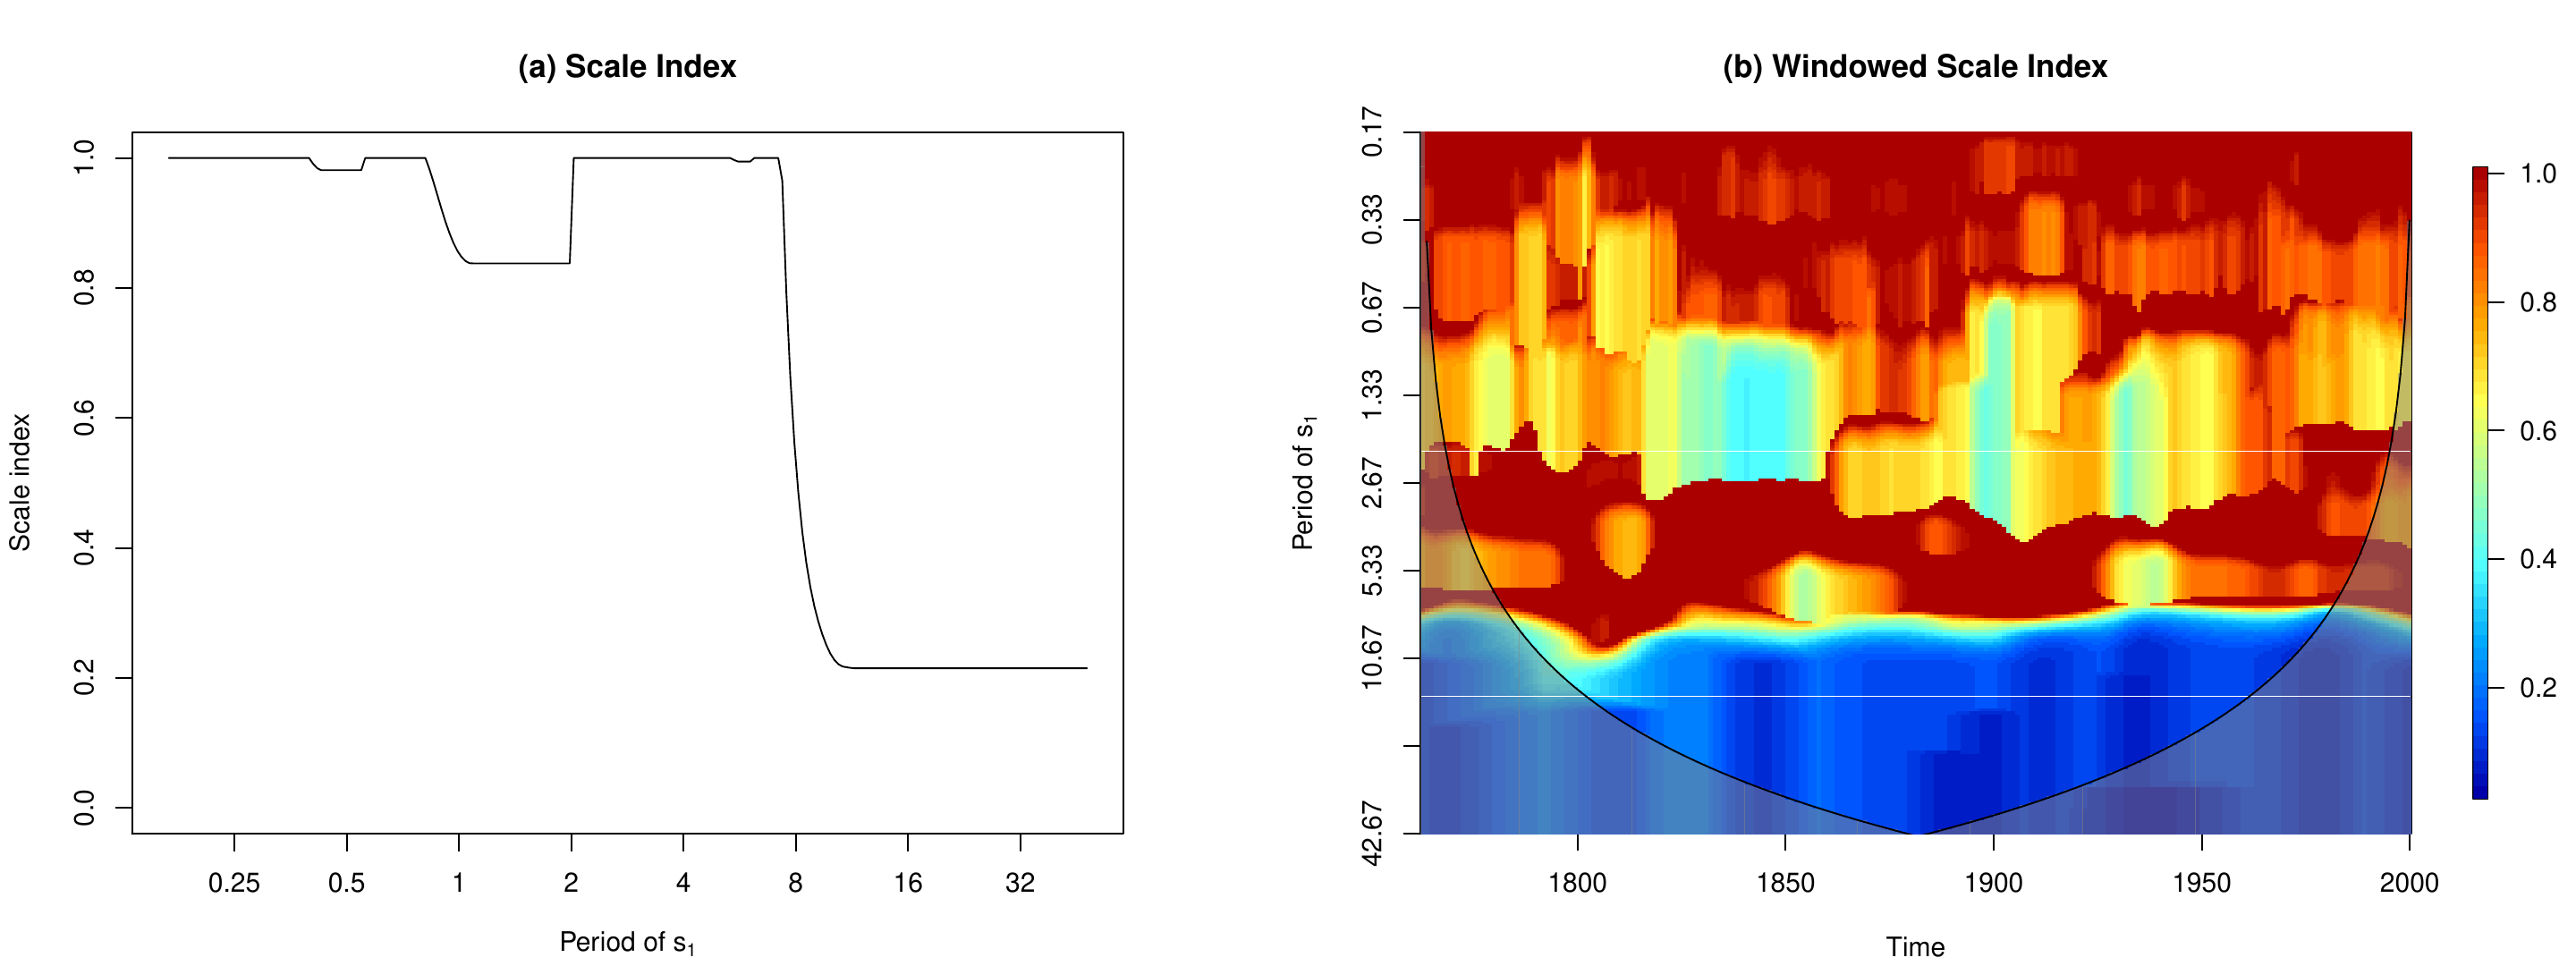 (a) Scale Index
Scale index
1.0
0.8
0.6
0.4
0.2
0.0
0.25 0.5 1 2 4 8 16 32
Period of s1
(b) Windowed Scale Index
Period of s1
0.17
0.33
0.67
1.33
2.67
5.33
10.67
42.67
1800 1850 1900 1950 2000
Time
1.0
0.8
0.6
0.4
0.2